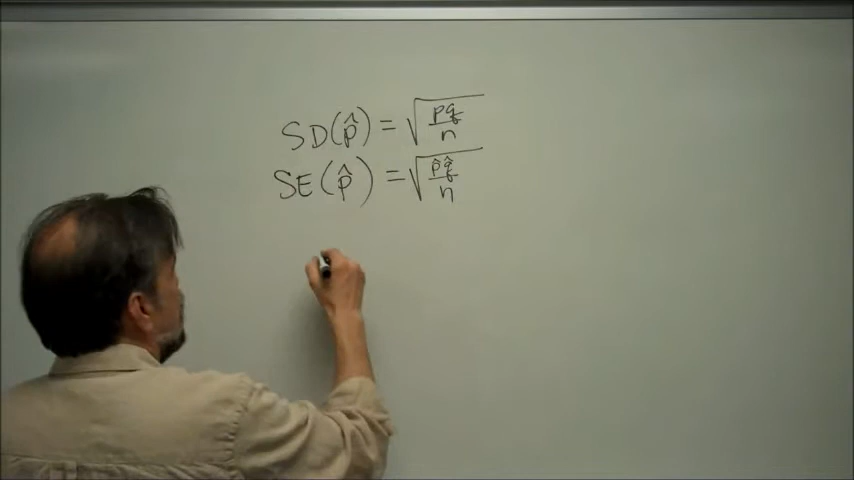 SD(p̂) = √(pq/n)
SE(p̂) = √(p̂q̂/n)